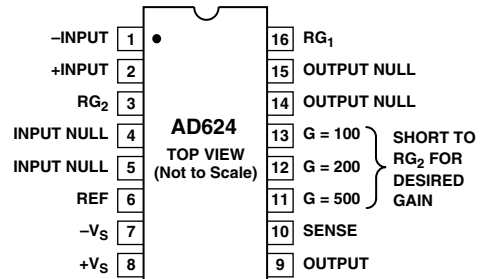 –INPUT 1
+INPUT 2
RG2 3
INPUT NULL 4
INPUT NULL 5
REF 6
–VS 7
+VS 8
AD624
TOP VIEW
(Not to Scale)
16 RG1
15 OUTPUT NULL
14 OUTPUT NULL
13 G = 100
12 G = 200
11 G = 500
10 SENSE
9 OUTPUT
SHORT TO
RG2 FOR
DESIRED
GAIN